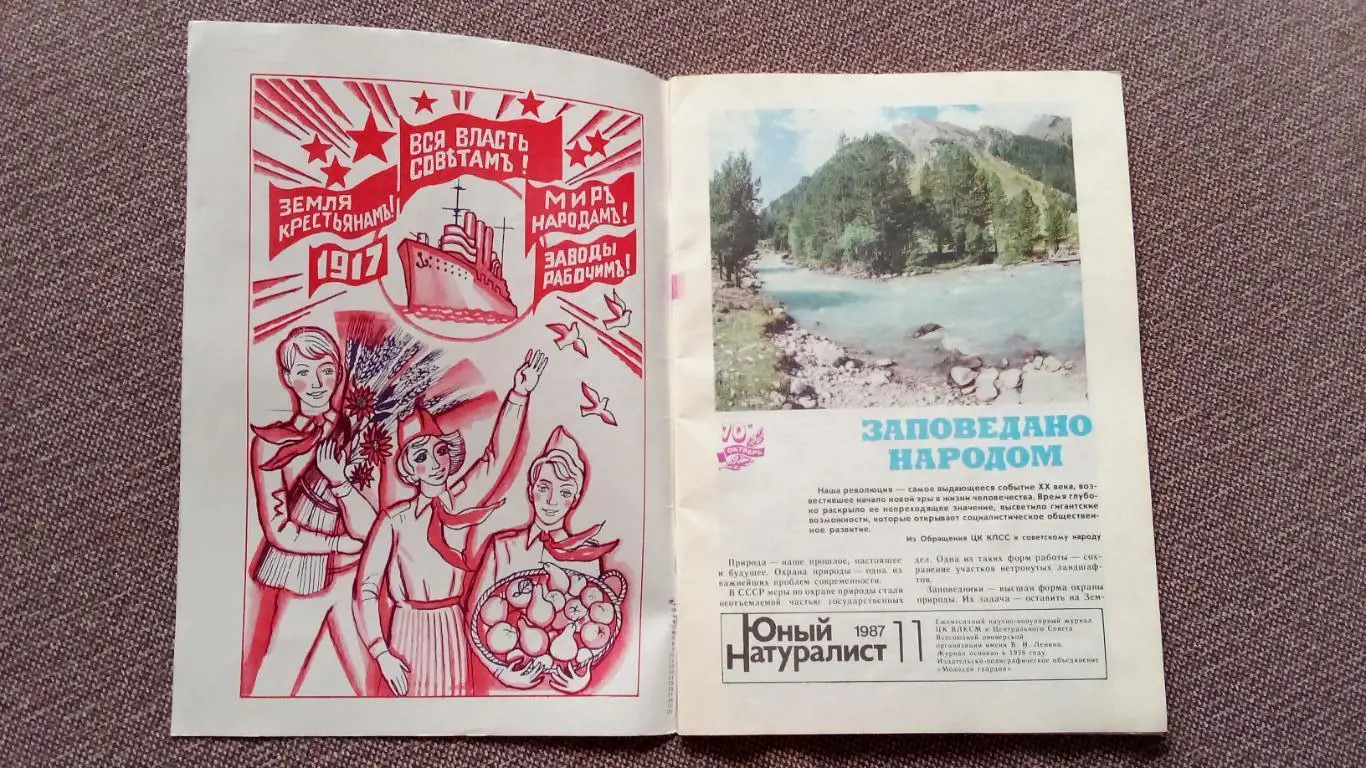 ВСЯ ВЛАСТЬ
СОВѢТАМЪ!
ЗЕМЛЯ
КРЕСТЬЯНАМЪ!
МИРЪ
НАРОДАМЪ!
1917
ЗАВОДЫ
РАБОЧИМЪ!
70
ОКТЯБРЬ
ЗАПОВЕДАНО
НАРОДОМ
Наша революция — самое выдающееся событие XX века, воз-
вестившее начало новой эры в жизни человечества. Время глубо-
ко раскрыло ее непреходящее значение, высветило гигантские
возможности, которые открывает социалистическое обществен-
ное развитие.
Из Обращения ЦК КПСС к советскому народу
Природа — наше прошлое, настоящее
и будущее. Охрана природы — одна из
важнейших проблем современности.
В СССР меры по охране природы стали
неотъемлемой частью государственных
дел. Одна из таких форм работы — сох-
ранение участков нетронутых ландшаф-
тов.
Заповедники — высшая форма охраны
природы. Их задача — оставить на Зем-
Юный
Натуралист
1987
11
Ежемесячный научно-популярный журнал
ЦК ВЛКСМ и Центрального Совета
Всесоюзной пионерской
организации имени В. И. Ленина.
Журнал основан в 1928 году.
Издательско-полиграфическое объединение
«Молодая гвардия»